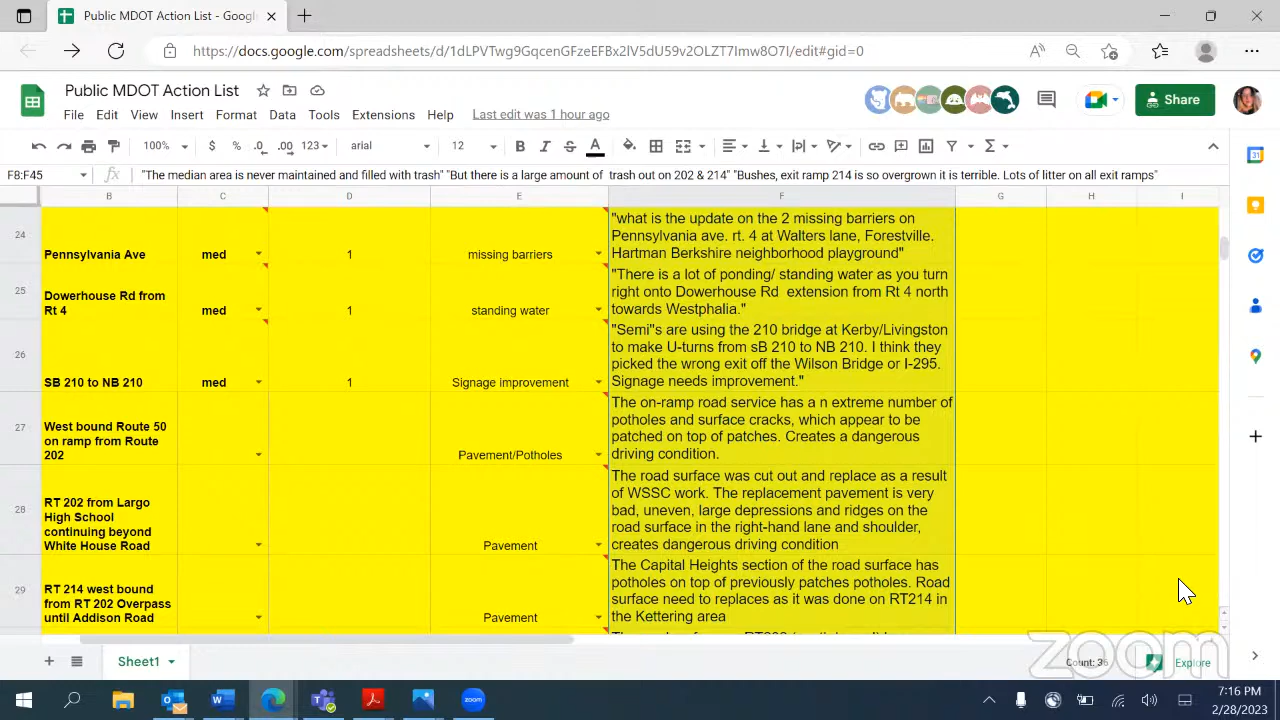 Public MDOT Action List - Google
https://docs.google.com/spreadsheets/d/1dLPVTwg9GqcenGFzeEFBx2lV5dU59v2OLZT7Imw8O7I/edit#gid=0
Public MDOT Action List
File Edit View Insert Format Data Tools Extensions Help Last edit was 1 hour ago
Share
100% $ % .0 .00 123 arial 12 B I S A
F8:F45 fx "The median area is never maintained and filled with trash" "But there is a large amount of trash out on 202 & 214" "Bushes, exit ramp 214 is so overgrown it is terrible. Lots of litter on all exit ramps"
B C D E F G H I
24
Pennsylvania Ave
med
1
missing barriers
"what is the update on the 2 missing barriers on
Pennsylvania ave. rt. 4 at Walters lane, Forestville.
Hartman Berkshire neighborhood playground"
25
Dowerhouse Rd from
Rt 4
med
1
standing water
"There is a lot of ponding/ standing water as you turn
right onto Dowerhouse Rd extension from Rt 4 north
towards Westphalia."
26
SB 210 to NB 210
med
1
Signage improvement
"Semi"s are using the 210 bridge at Kerby/Livingston
to make U-turns from sB 210 to NB 210. I think they
picked the wrong exit off the Wilson Bridge or I-295.
Signage needs improvement."
27
West bound Route 50
on ramp from Route
202
Pavement/Potholes
The on-ramp road service has a n extreme number of
potholes and surface cracks, which appear to be
patched on top of patches. Creates a dangerous
driving condition.
28
RT 202 from Largo
High School
continuing beyond
White House Road
Pavement
The road surface was cut out and replace as a result
of WSSC work. The replacement pavement is very
bad, uneven, large depressions and ridges on the
road surface in the right-hand lane and shoulder,
creates dangerous driving condition
29
RT 214 west bound
from RT 202 Overpass
until Addison Road
Pavement
The Capital Heights section of the road surface has
potholes on top of previously patches potholes. Road
surface need to replaces as it was done on RT214 in
the Kettering area
zoom
Sheet1
Count: 36
Explore
7:16 PM
2/28/2023